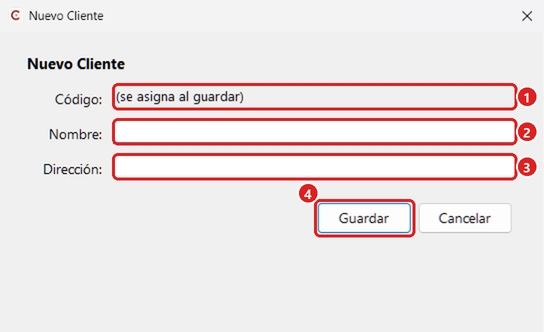 Nuevo Cliente
Nuevo Cliente
Código: (se asigna al guardar) 1
Nombre: 2
Dirección: 3
4
Guardar Cancelar